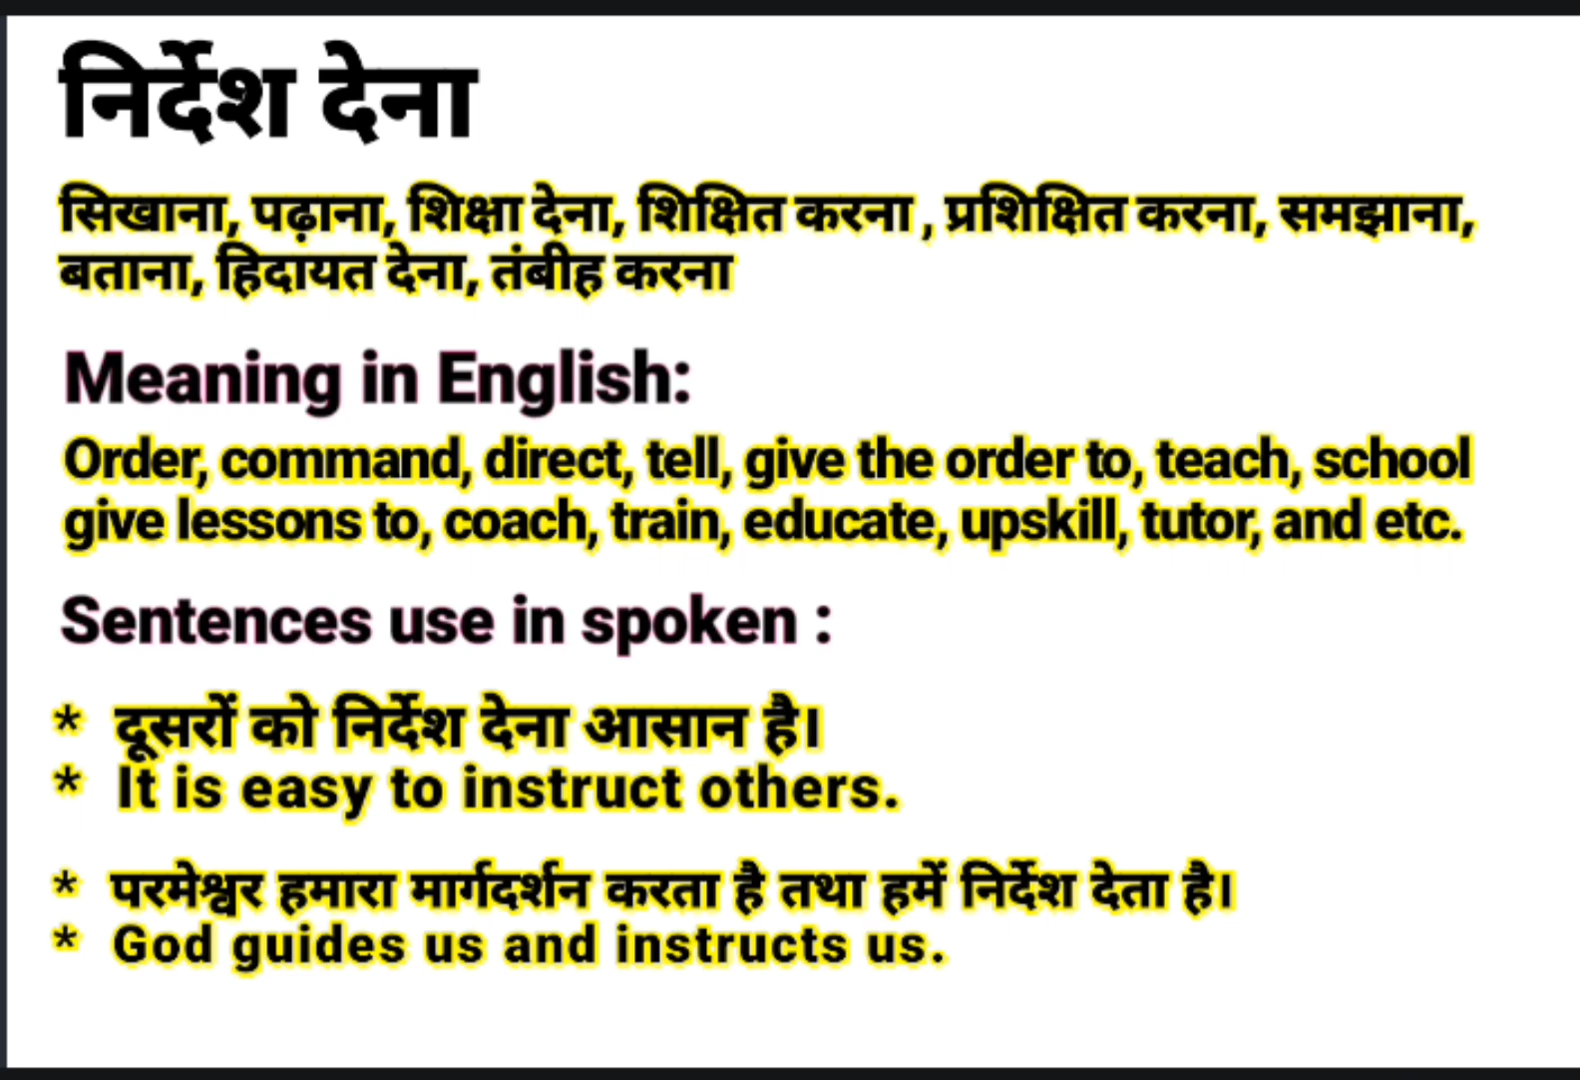 निर्देश देना
सिखाना, पढ़ाना, शिक्षा देना, शिक्षित करना , प्रशिक्षित करना, समझाना,
बताना, हिदायत देना, तंबीह करना
Meaning in English:
Order, command, direct, tell, give the order to, teach, school
give lessons to, coach, train, educate, upskill, tutor, and etc.
Sentences use in spoken :
* दूसरों को निर्देश देना आसान है।
* It is easy to instruct others.
* परमेश्वर हमारा मार्गदर्शन करता है तथा हमें निर्देश देता है।
* God guides us and instructs us.